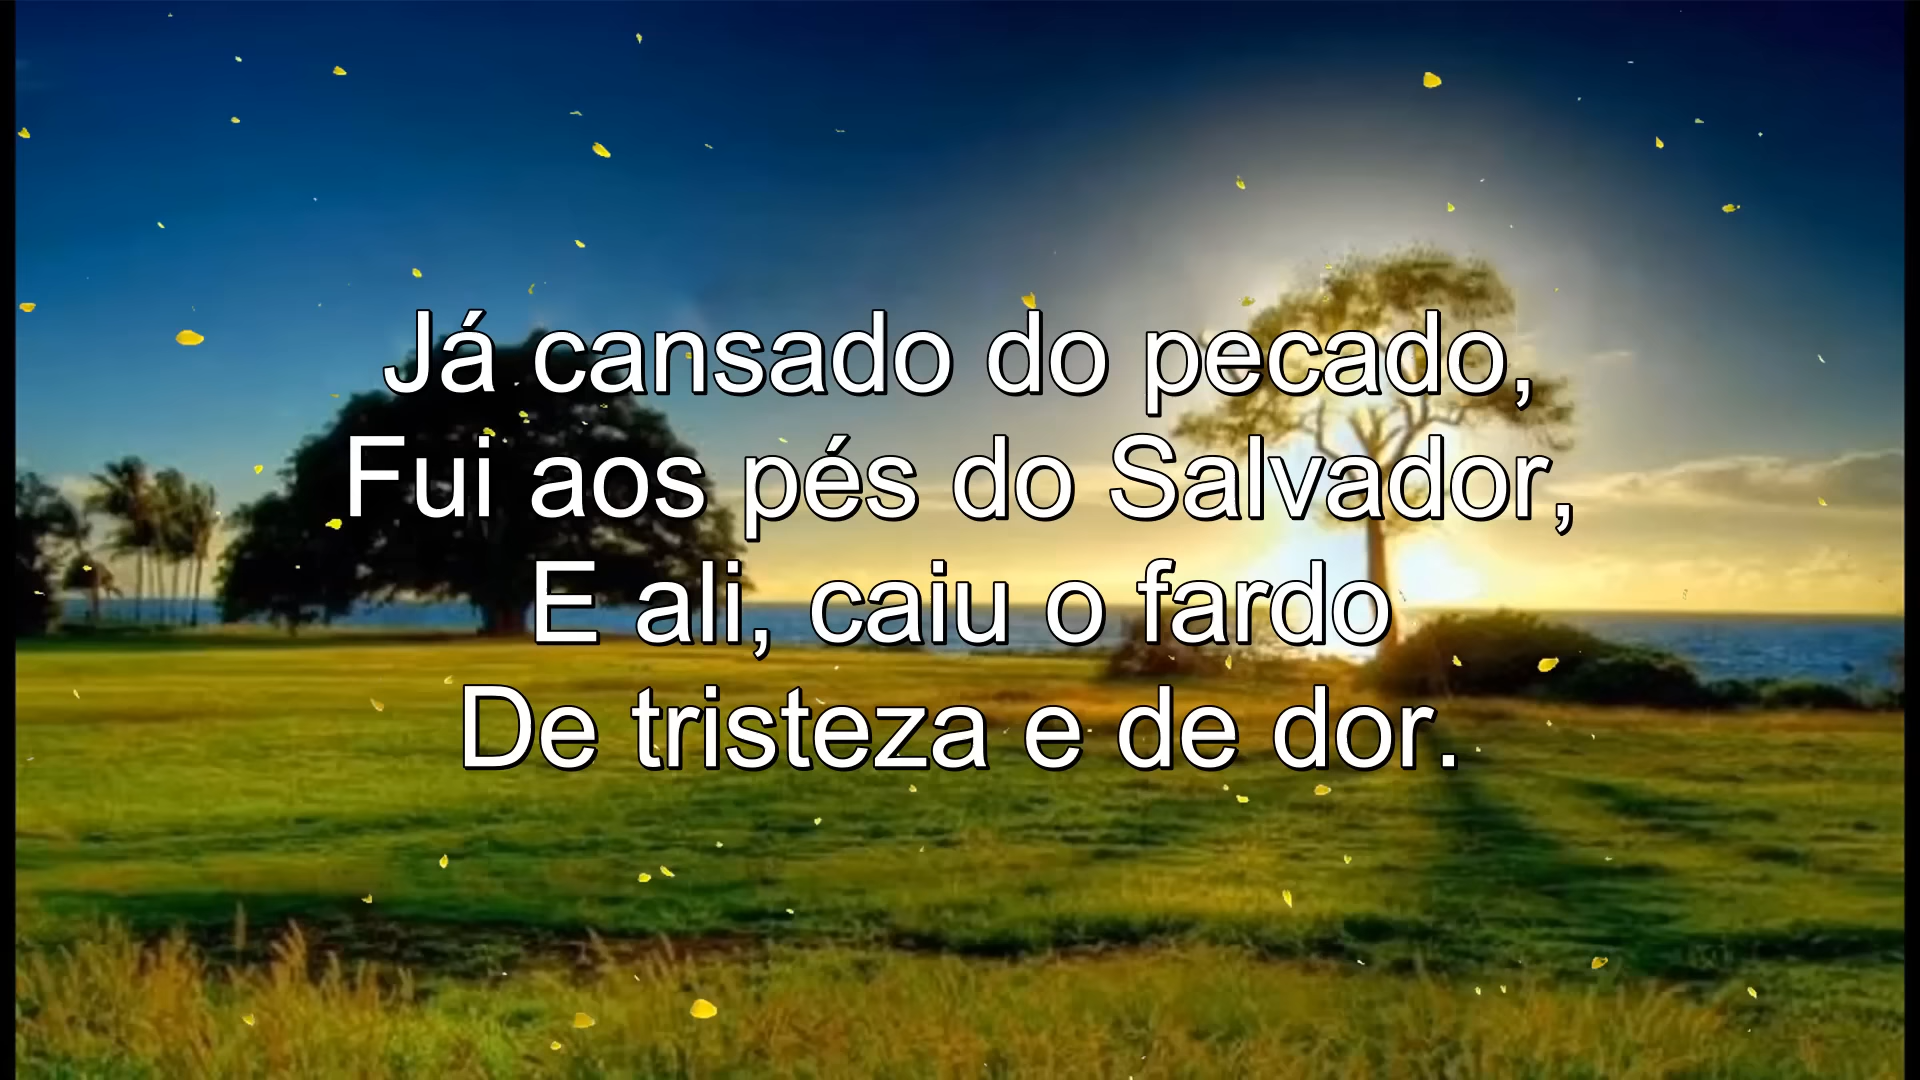 Já cansado do pecado,
Fui aos pés do Salvador,
E ali, caiu o fardo
De tristeza e de dor.